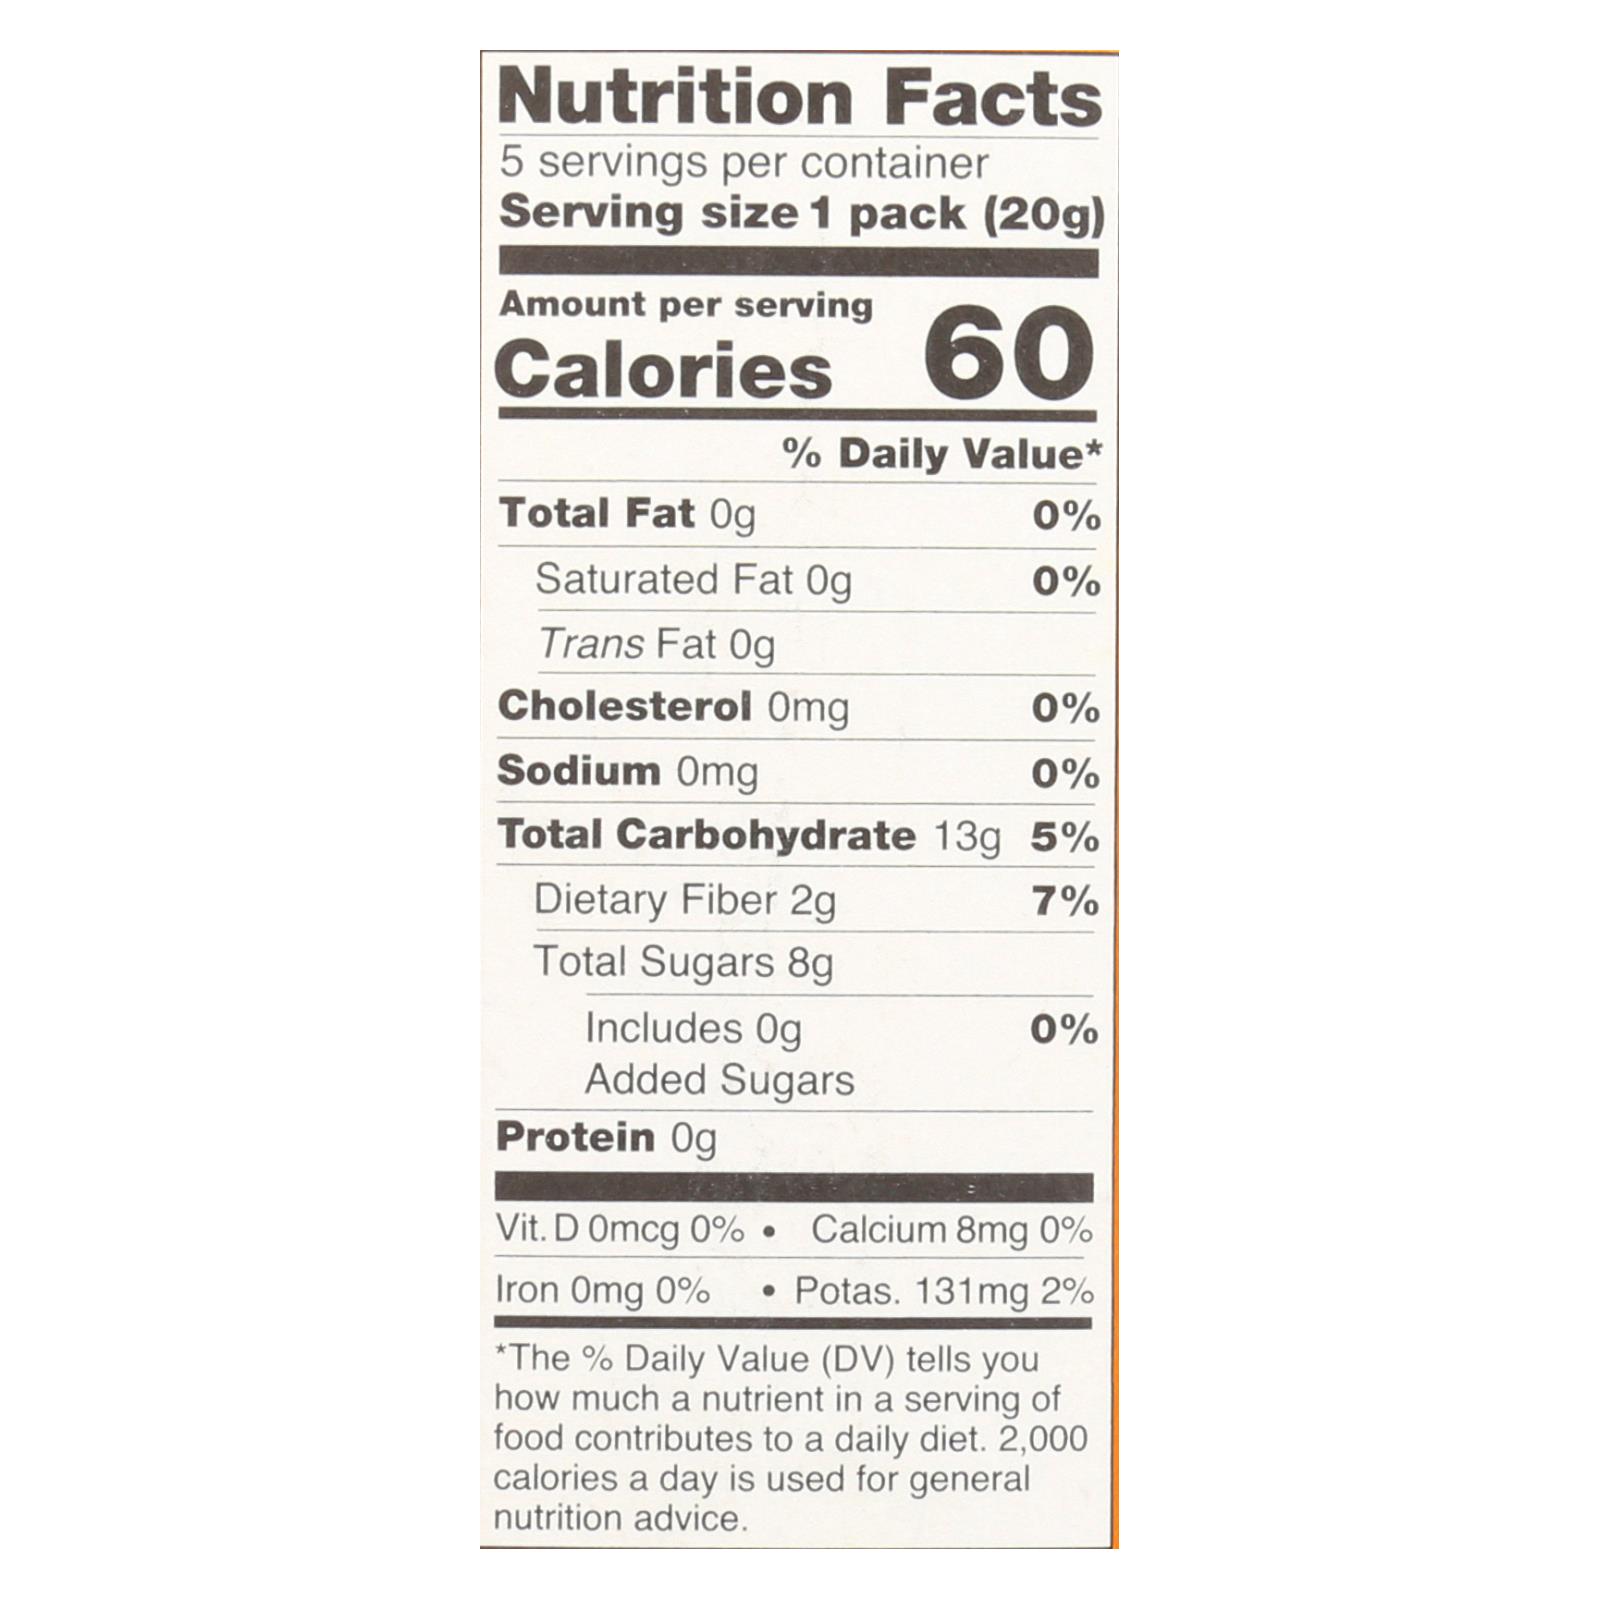 Nutrition Facts
5 servings per container
Serving size 1 pack (20g)
Amount per serving
Calories 60
% Daily Value*
Total Fat 0g 0%
Saturated Fat 0g 0%
Trans Fat 0g
Cholesterol 0mg 0%
Sodium 0mg 0%
Total Carbohydrate 13g 5%
Dietary Fiber 2g 7%
Total Sugars 8g
Includes 0g 0%
Added Sugars
Protein 0g
Vit. D 0mcg 0% • Calcium 8mg 0%
Iron 0mg 0% • Potas. 131mg 2%
*The % Daily Value (DV) tells you
how much a nutrient in a serving of
food contributes to a daily diet. 2,000
calories a day is used for general
nutrition advice.